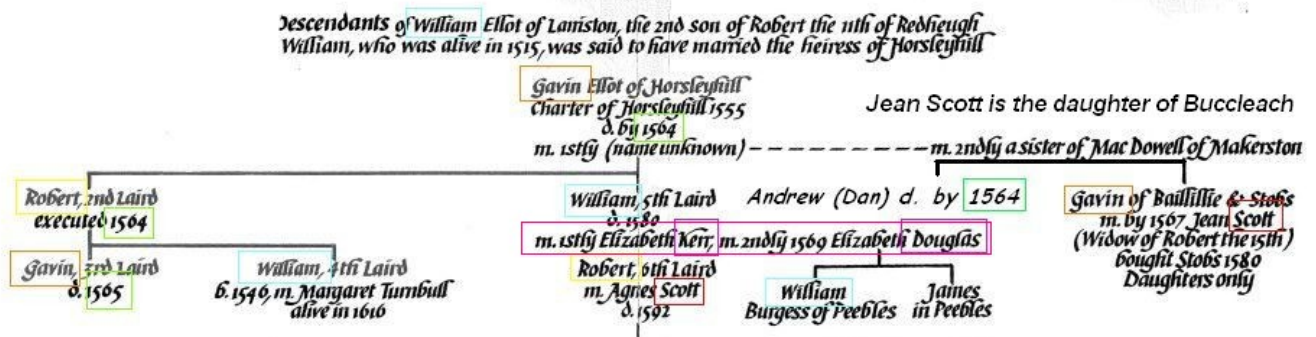 Descendants of William Ellot of Larriston, the 2nd son of Robert the 11th of Redheugh
William, who was alive in 1515, was said to have married the heiress of Horsleyhill
Gavin Ellot of Horsleyhill
Charter of Horsleyhill 1555
d. by 1564
m. 1stly (name unknown)
Jean Scott is the daughter of Buccleach
m. 2ndly a sister of Mac Dowell of Makerston
Robert, 2nd Laird
executed 1564
William, 5th Laird
d. 1580
m. 1stly Elizabeth Kerr, m. 2ndly 1569 Elizabeth Douglas
Andrew (Dan) d. by 1564
Gavin of Baillillie & Stobs
m. by 1567 Jean Scott
(Widow of Robert the 15th)
bought Stobs 1580
Daughters only
Gavin, 3rd Laird
d. 1565
William, 4th Laird
b. 1546, m. Margaret Turnbull
alive in 1616
Robert, 6th Laird
m. Agnes Scott
d. 1592
William
Burgess of Peebles
James
in Peebles